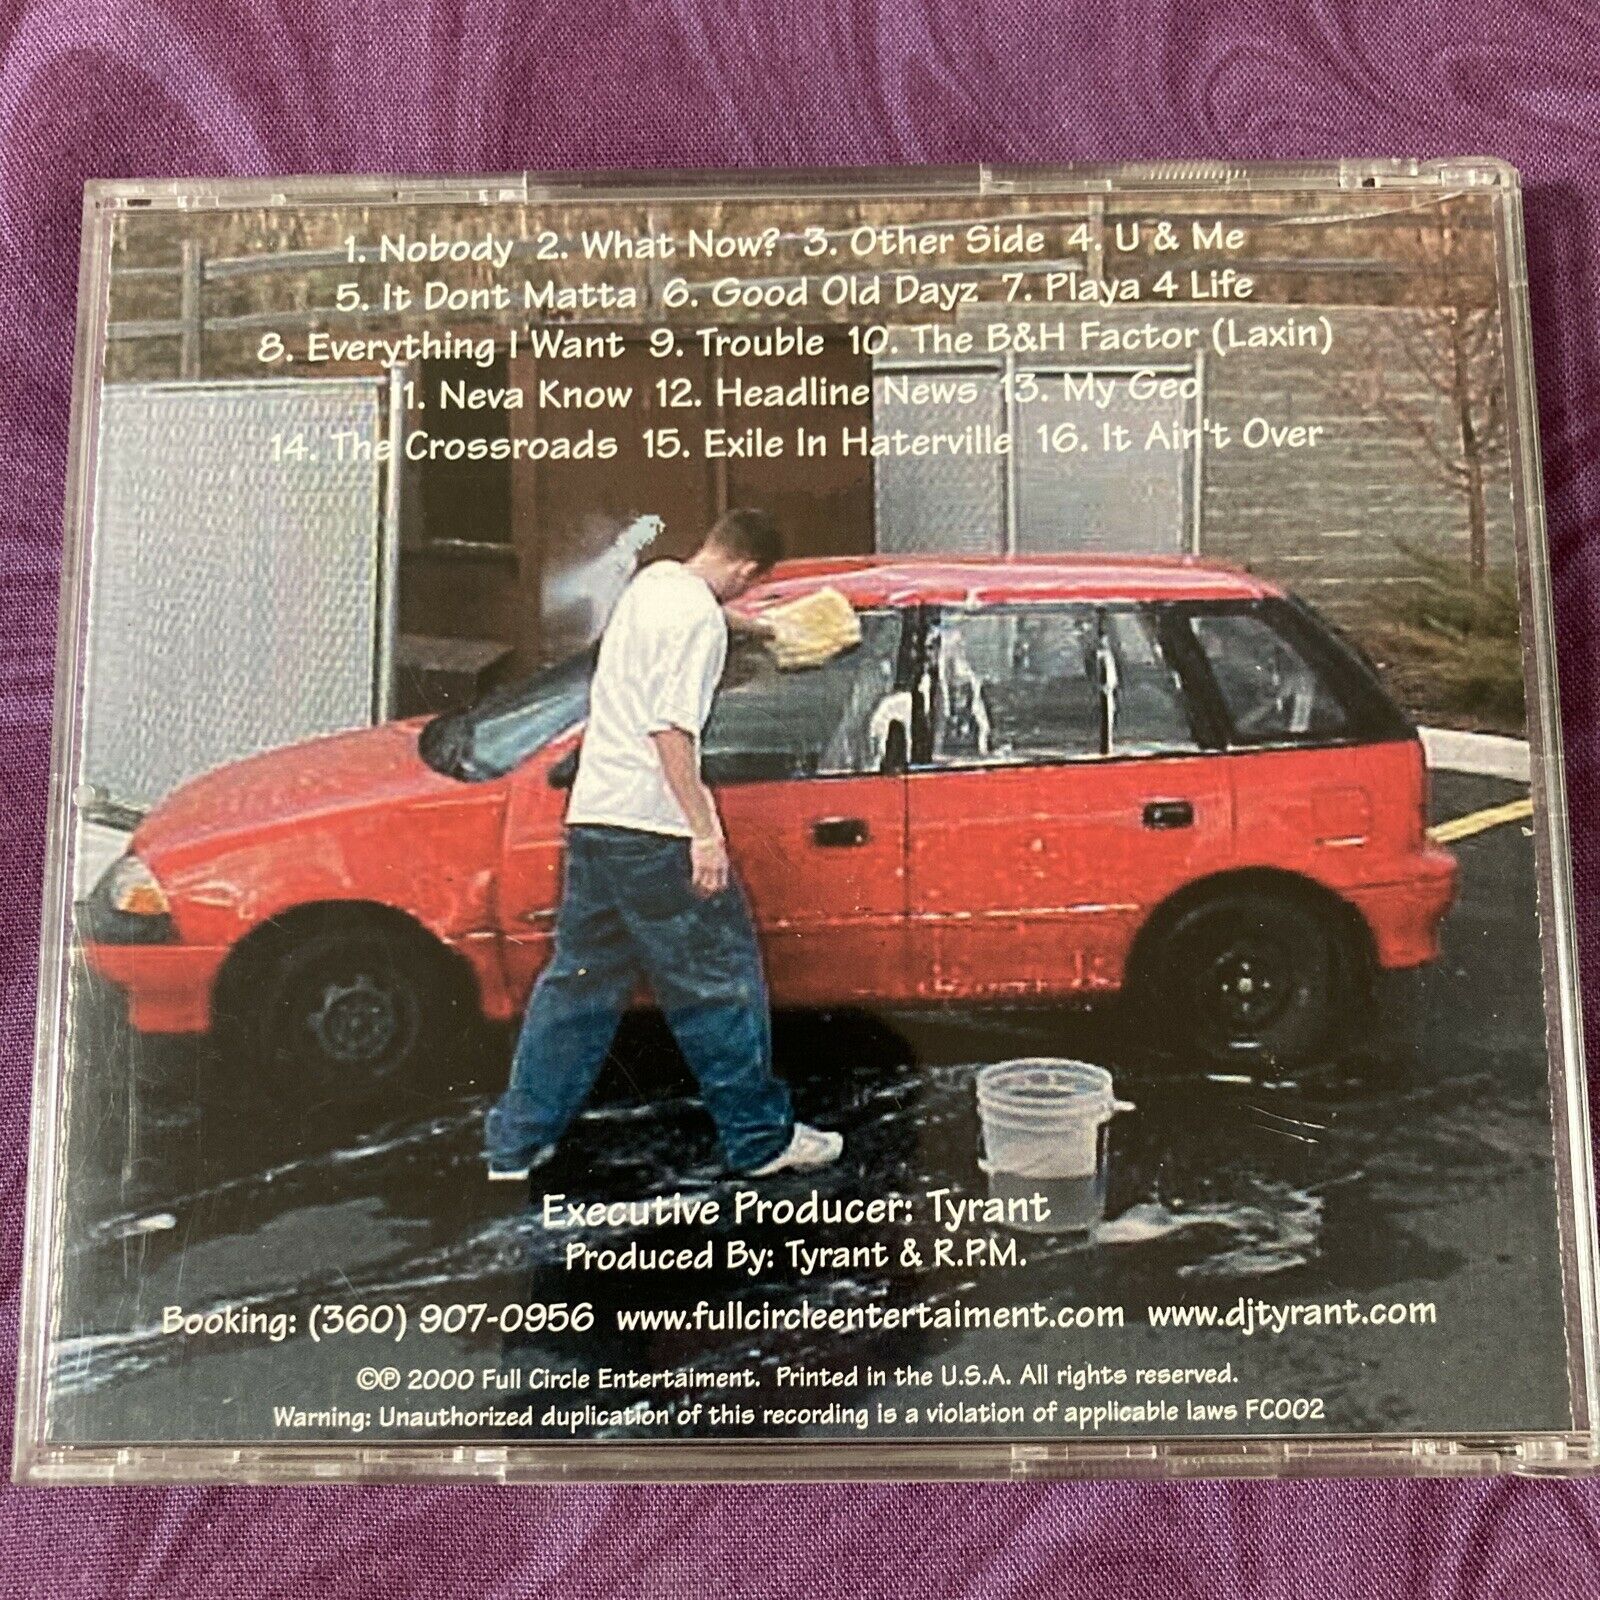 1. Nobody 2. What Now? 3. Other Side 4. U & Me
5. It Dont Matta 6. Good Old Dayz 7. Playa 4 Life
8. Everything I Want 9. Trouble 10. The B&H Factor (Laxin)
11. Neva Know 12. Headline News 13. My Geo
14. The Crossroads 15. Exile In Haterville 16. It Ain't Over
Executive Producer: Tyrant
Produced By: Tyrant & R.P.M.
Booking: (360) 907-0956 www.fullcircleentertaiment.com www.djtyrant.com
©℗ 2000 Full Circle Entertaiment. Printed in the U.S.A. All rights reserved.
Warning: Unauthorized duplication of this recording is a violation of applicable laws FC002